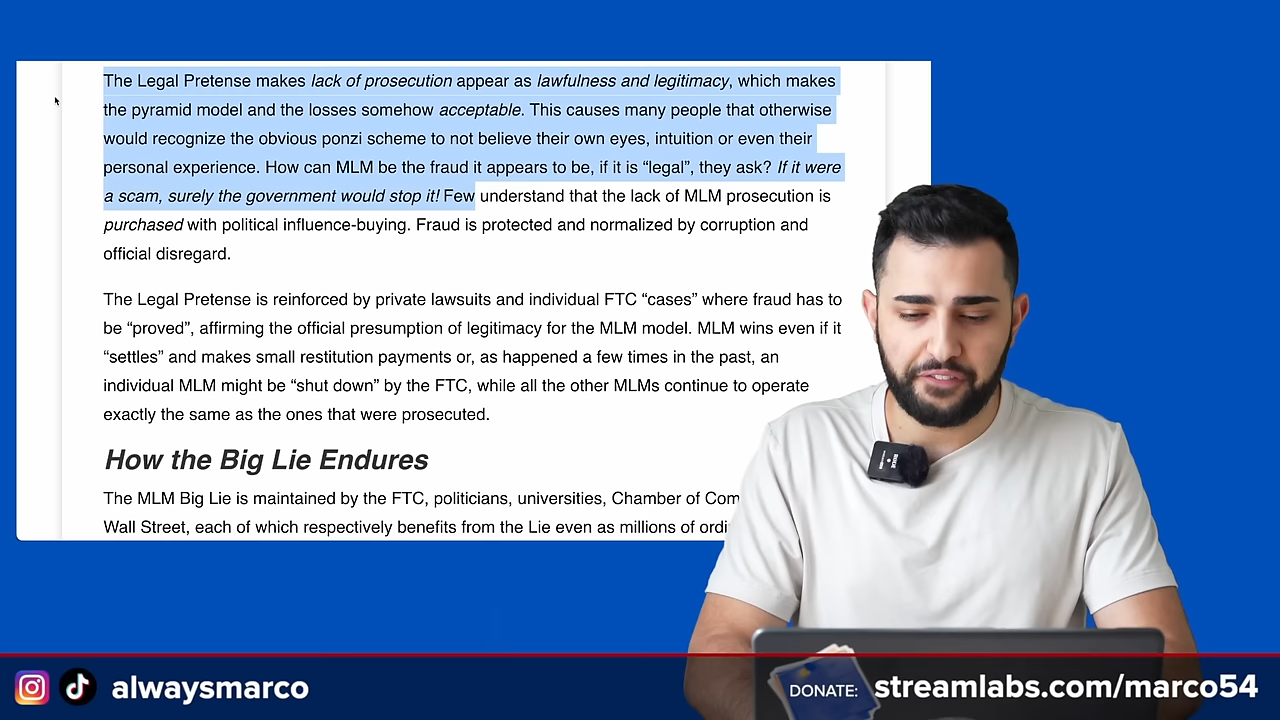 The Legal Pretense makes lack of prosecution appear as lawfulness and legitimacy, which makes
the pyramid model and the losses somehow acceptable. This causes many people that otherwise
would recognize the obvious ponzi scheme to not believe their own eyes, intuition or even their
personal experience. How can MLM be the fraud it appears to be, if it is “legal”, they ask? If it were
a scam, surely the government would stop it! Few understand that the lack of MLM prosecution is
purchased with political influence-buying. Fraud is protected and normalized by corruption and
official disregard.
The Legal Pretense is reinforced by private lawsuits and individual FTC “cases” where fraud has to
be “proved”, affirming the official presumption of legitimacy for the MLM model. MLM wins even if it
“settles” and makes small restitution payments or, as happened a few times in the past, an
individual MLM might be “shut down” by the FTC, while all the other MLMs continue to operate
exactly the same as the ones that were prosecuted.
How the Big Lie Endures
The MLM Big Lie is maintained by the FTC, politicians, universities, Chamber of Com
Wall Street, each of which respectively benefits from the Lie even as millions of ordi
alwaysmarco
DONATE: streamlabs.com/marco54